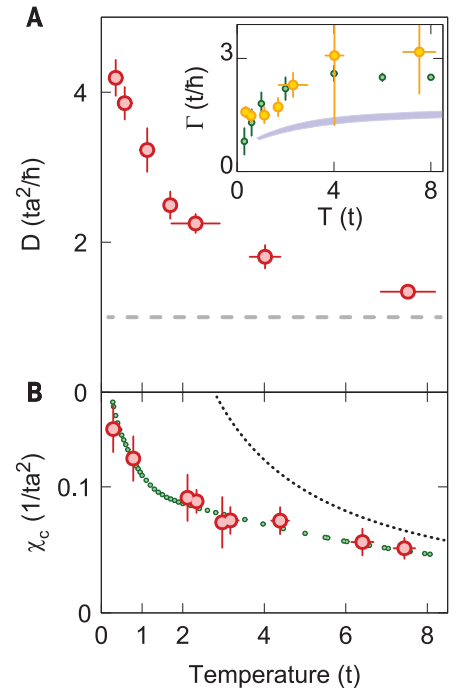 A
4
2
0
D (ta²/ħ)
3
0
Γ (t/ħ)
0
4
8
T (t)
B
0.1
0
χc (1/ta²)
0
1
2
4
6
8
Temperature (t)